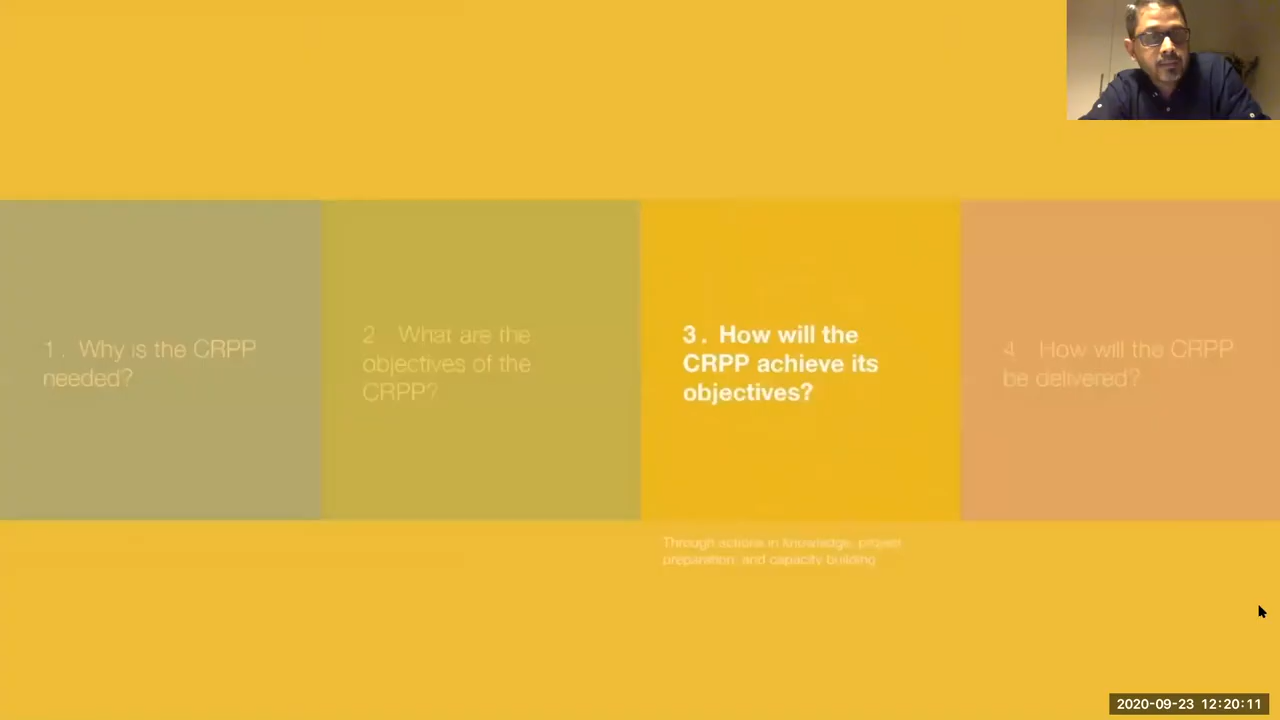 1. Why is the CRPP
needed?
2 What are the
objectives of the
CRPP?
3. How will the
CRPP achieve its
objectives?
4 How will the CRPP
be delivered?
Through actions in knowledge, project
preparation, and capacity building
2020-09-23 12:20:11